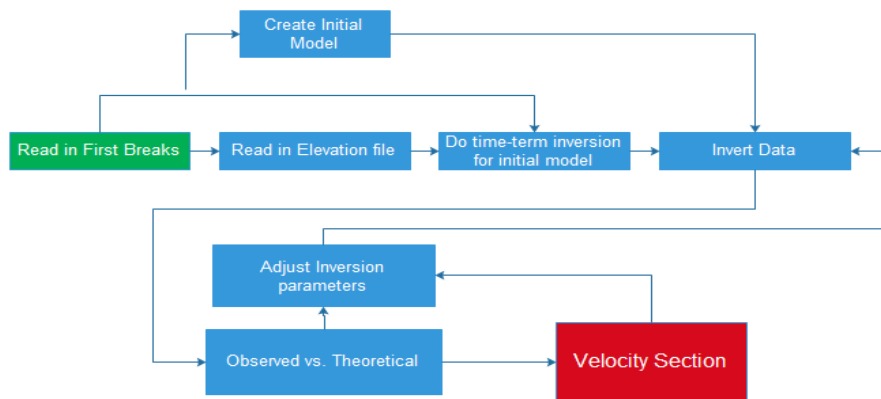 Create Initial
Model
Read in First Breaks
Read in Elevation file
Do time-term inversion
for initial model
Invert Data
Adjust Inversion
parameters
Observed vs. Theoretical
Velocity Section